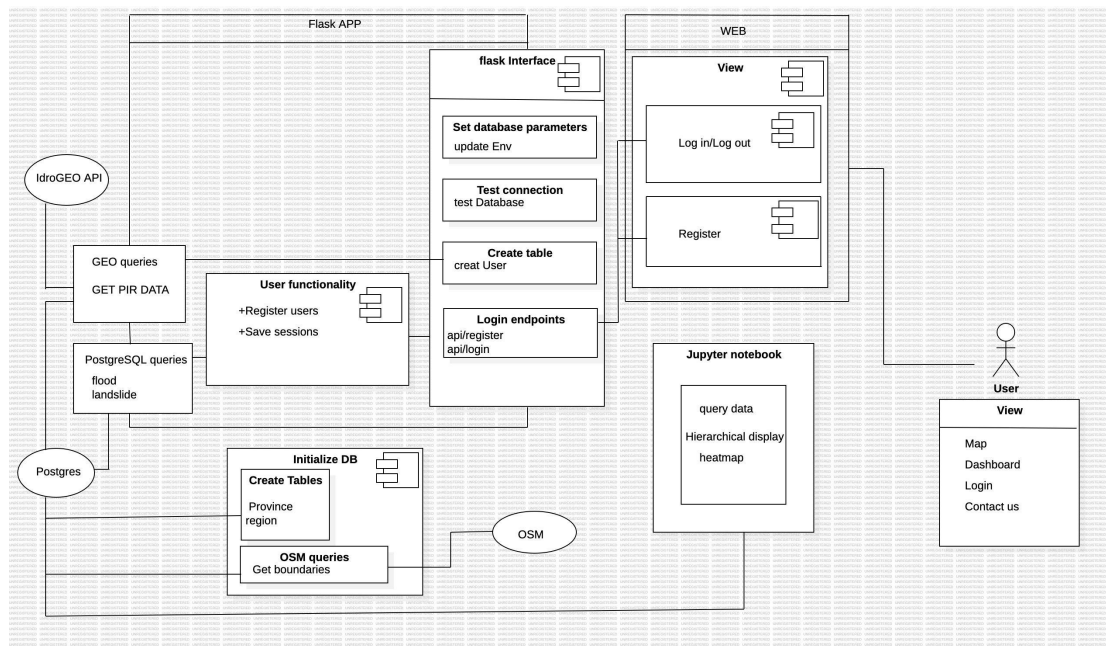 Flask APP
WEB
flask Interface
View
Set database parameters
update Env
Log in/Log out
IdroGEO API
Test connection
test Database
Register
GEO queries
GET PIR DATA
Create table
creat User
User functionality
+Register users
+Save sessions
Login endpoints
api/register
api/login
PostgreSQL queries
flood
landslide
Jupyter notebook
query data
Hierarchical display
heatmap
User
View
Map
Dashboard
Login
Contact us
Postgres
Initialize DB
Create Tables
Province
region
OSM queries
Get boundaries
OSM